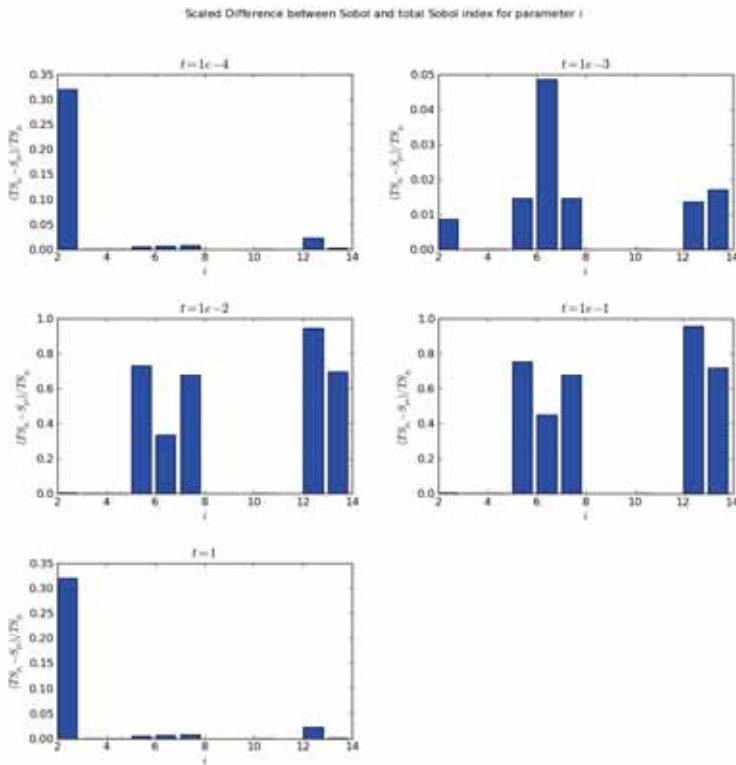 Scaled Difference between Sobol and total Sobol index for parameter i
t = 1e−4
0.35
0.30
0.25
0.20
0.15
0.10
0.05
0.00
2 4 6 8 10 12 14
i
t = 1e−3
0.05
0.04
0.03
0.02
0.01
0.00
2 4 6 8 10 12 14
i
t = 1e−2
1.0
0.8
0.6
0.4
0.2
0.0
2 4 6 8 10 12 14
i
t = 1e−1
1.0
0.8
0.6
0.4
0.2
0.0
2 4 6 8 10 12 14
i
t = 1
0.35
0.30
0.25
0.20
0.15
0.10
0.05
0.00
2 4 6 8 10 12 14
i